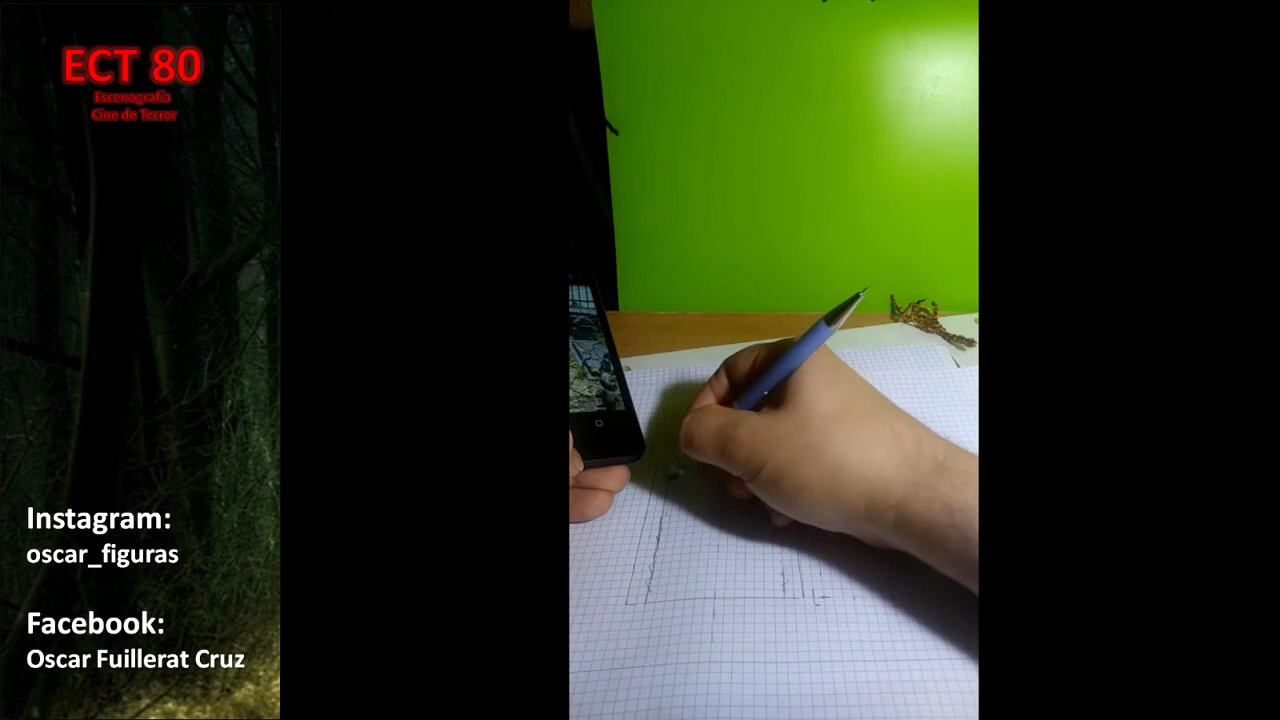 ECT 80
Escenografía
Cine de Terror
Instagram:
oscar_figuras
Facebook:
Oscar Fuillerat Cruz